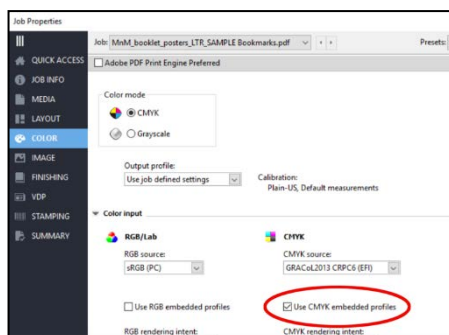 Job Properties
Job: MnM_booklet_posters_LTR_SAMPLE Bookmarks.pdf
Presets:
QUICK ACCESS
JOB INFO
MEDIA
LAYOUT
COLOR
IMAGE
FINISHING
VDP
STAMPING
SUMMARY
Adobe PDF Print Engine Preferred
Color mode
CMYK
Grayscale
Output profile:
Use job defined settings
Calibration:
Plain-US, Default measurements
Color input
RGB/Lab
RGB source:
sRGB (PC)
Use RGB embedded profiles
RGB rendering intent:
CMYK
CMYK source:
GRACoL2013 CRPC6 (EFI)
Use CMYK embedded profiles
CMYK rendering intent: